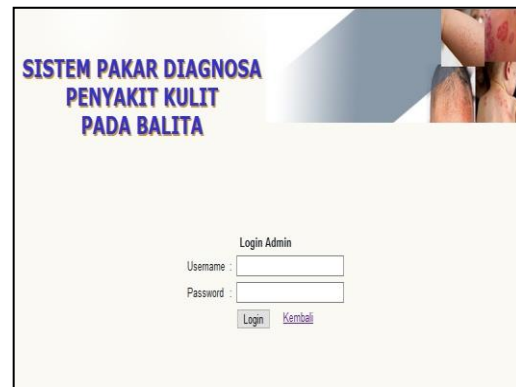 SISTEM PAKAR DIAGNOSA
PENYAKIT KULIT
PADA BALITA
Login Admin
Username :
Password :
Login Kembali